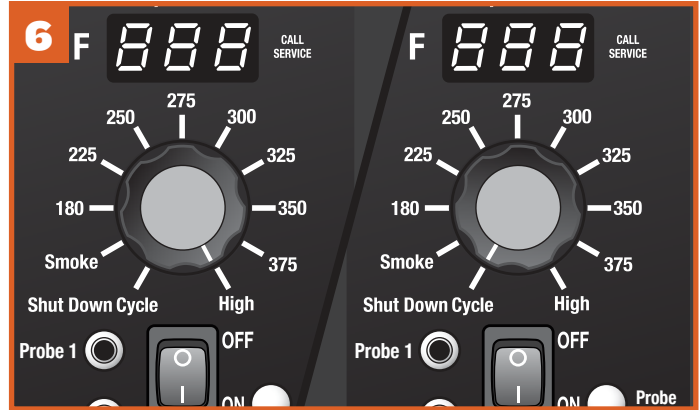 6
F 888 CALL SERVICE
275
250 300
225 325
180 350
Smoke 375
Shut Down Cycle High
Probe 1 OFF
ON
F 888 CALL SERVICE
275
250 300
225 325
180 350
Smoke 375
Shut Down Cycle High
Probe 1 OFF
ON Probe